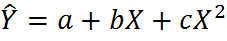 Ŷ = a + bX + cX²